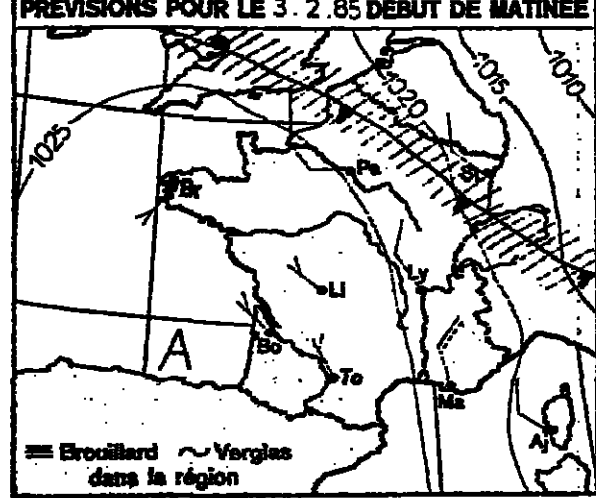 PREVISIONS POUR LE 3.2.85 DEBUT DE MATINEE
1025
1020
1015
1010
Br
Pa
St
Li
Ly
A
Bo
To
Ma
Aj
Brouillard Verglas
dans la région